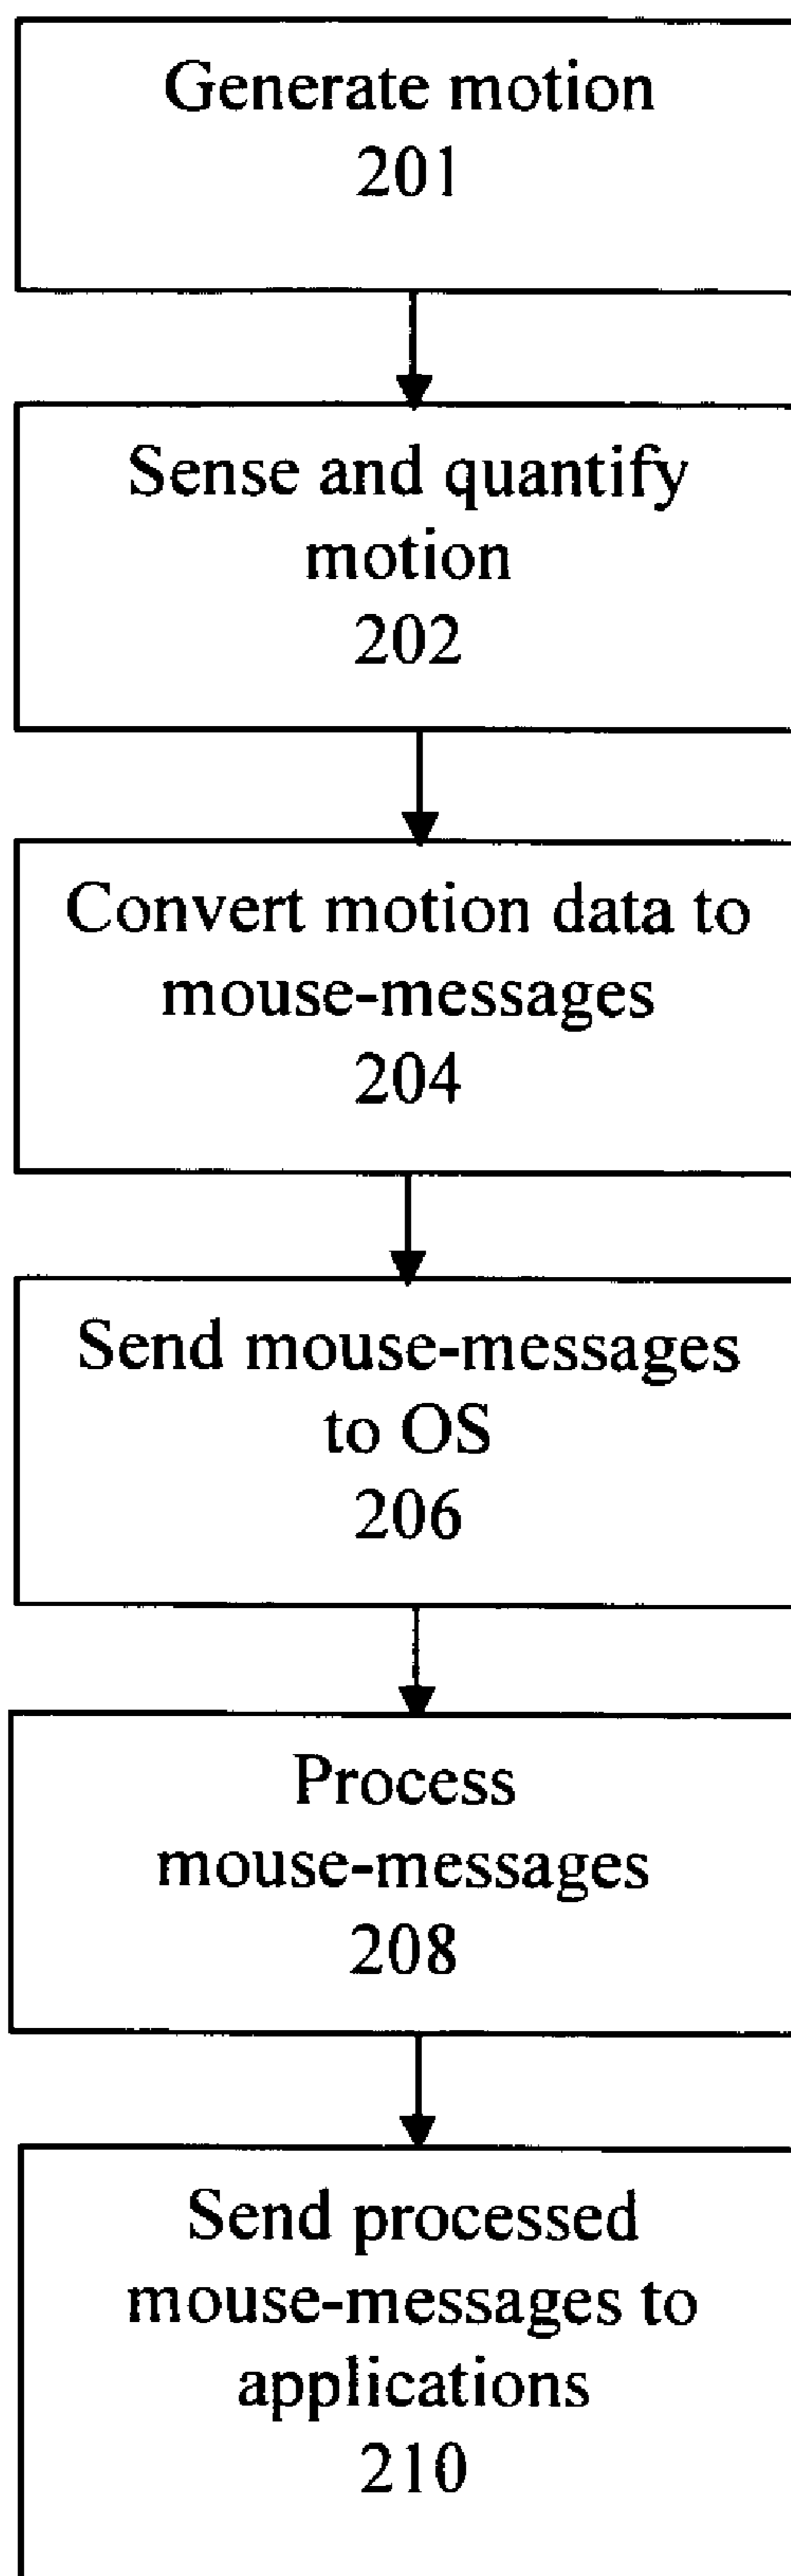 Generate motion
201
Sense and quantify
motion
202
Convert motion data to
mouse-messages
204
Send mouse-messages
to OS
206
Process
mouse-messages
208
Send processed
mouse-messages to
applications
210